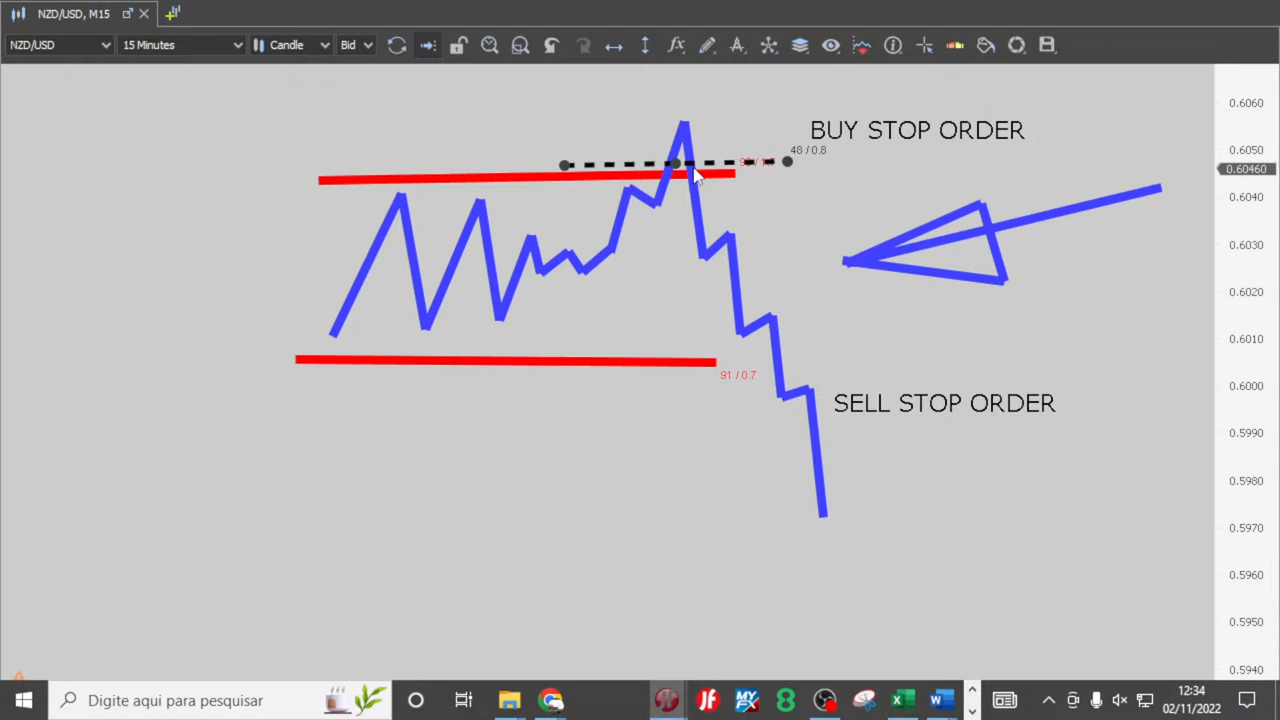 NZD/USD, M15
NZD/USD
15 Minutes
Candle
Bid
BUY STOP ORDER
48 / 0.8
91 / 0.7
SELL STOP ORDER
0.6060
0.6050
0.60460
0.6040
0.6030
0.6020
0.6010
0.6000
0.5990
0.5980
0.5970
0.5960
0.5950
0.5940
Digite aqui para pesquisar
12:34
02/11/2022